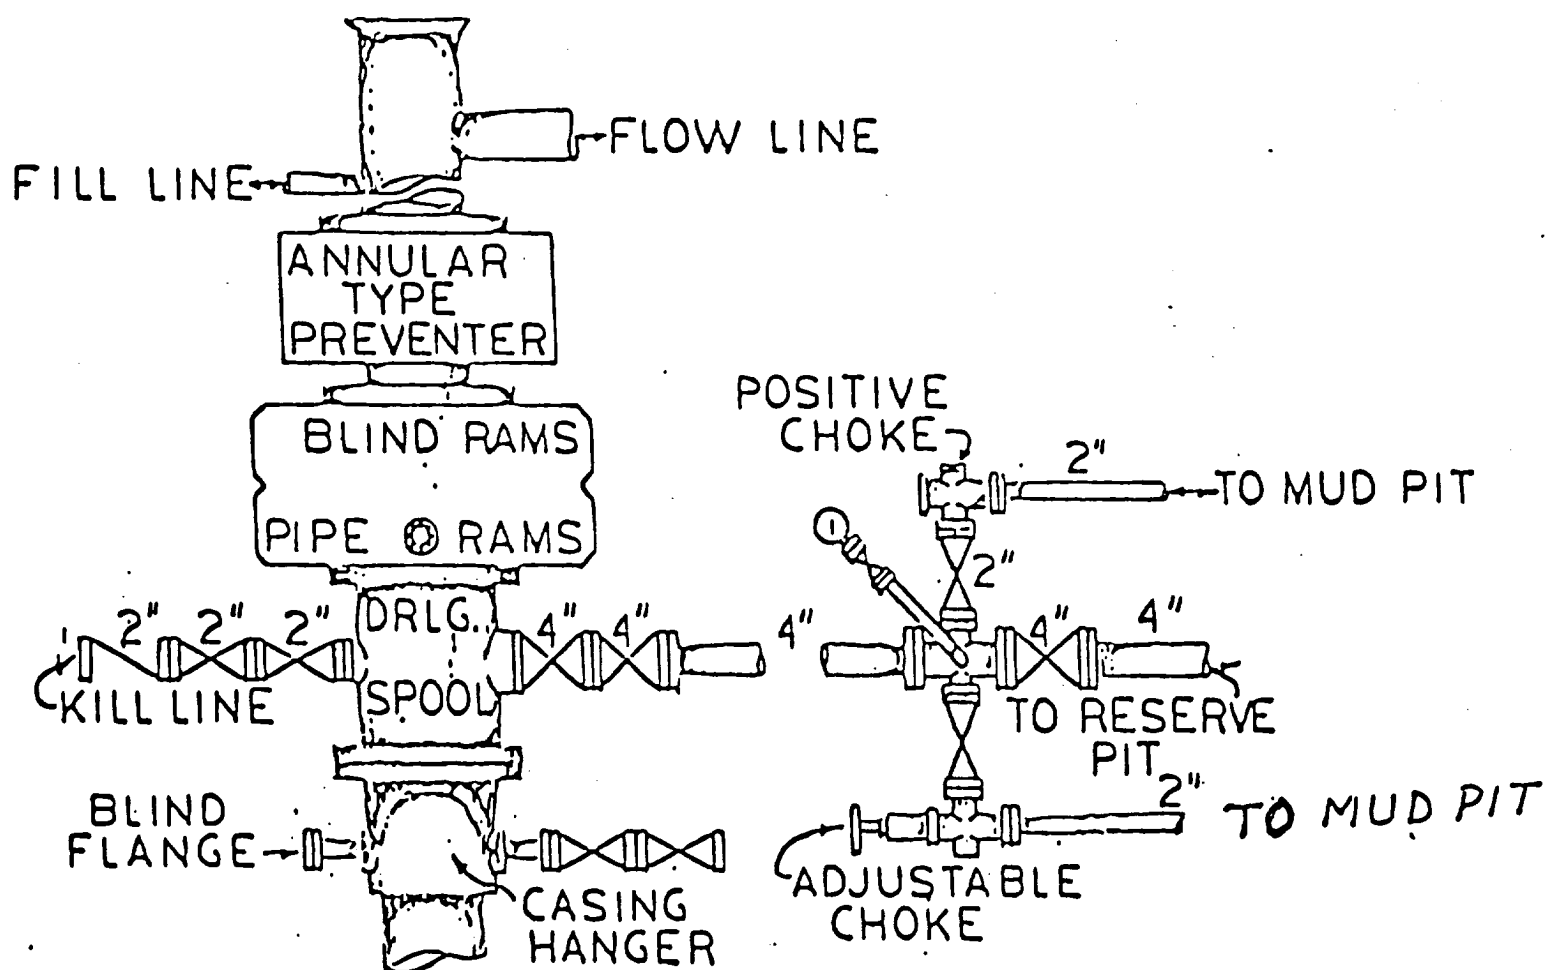 FLOW LINE
FILL LINE
ANNULAR
TYPE
PREVENTER
POSITIVE
CHOKE
BLIND RAMS
2"
TO MUD PIT
PIPE RAMS
2"
DRLG.
2" 2" 2"
4" 4"
4"
4" 4"
KILL LINE
SPOOL
TO RESERVE
PIT
BLIND
FLANGE
2" TO MUD PIT
CASING
HANGER
ADJUSTABLE
CHOKE